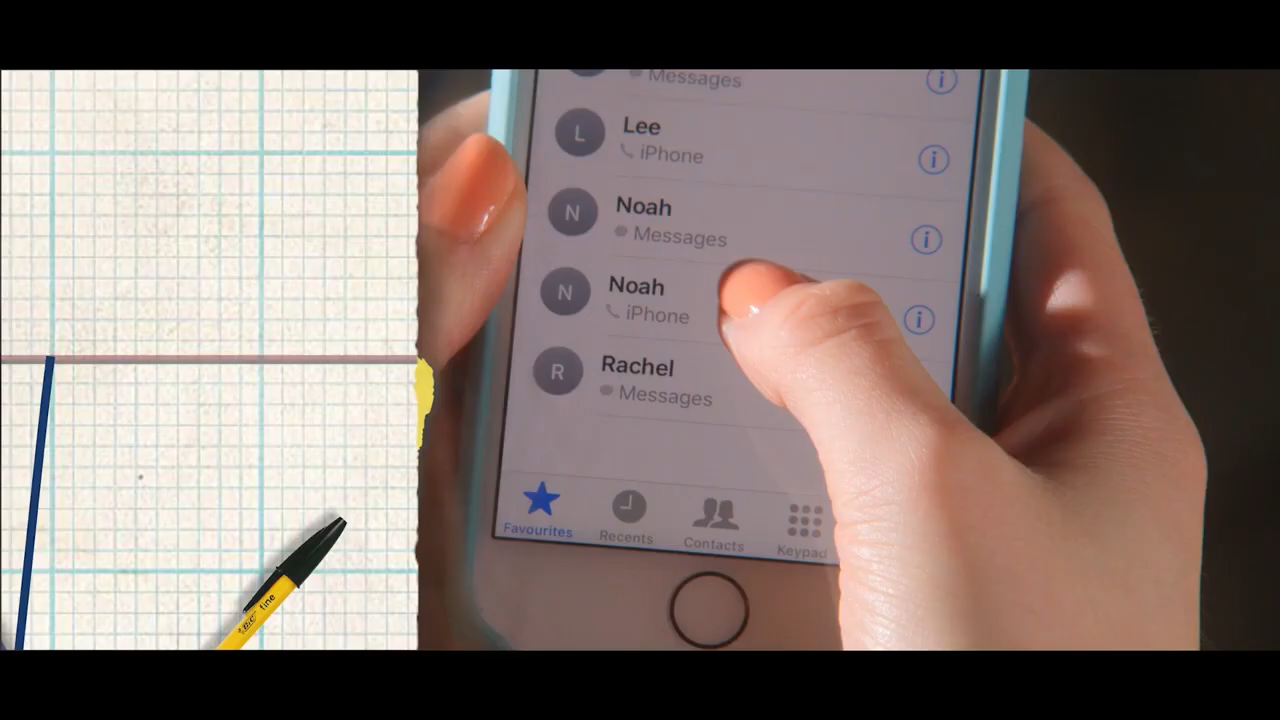 Messages
L
Lee
iPhone
N
Noah
Messages
N
Noah
iPhone
R
Rachel
Messages
Favourites
Recents
Contacts
Keypad
BIC fine